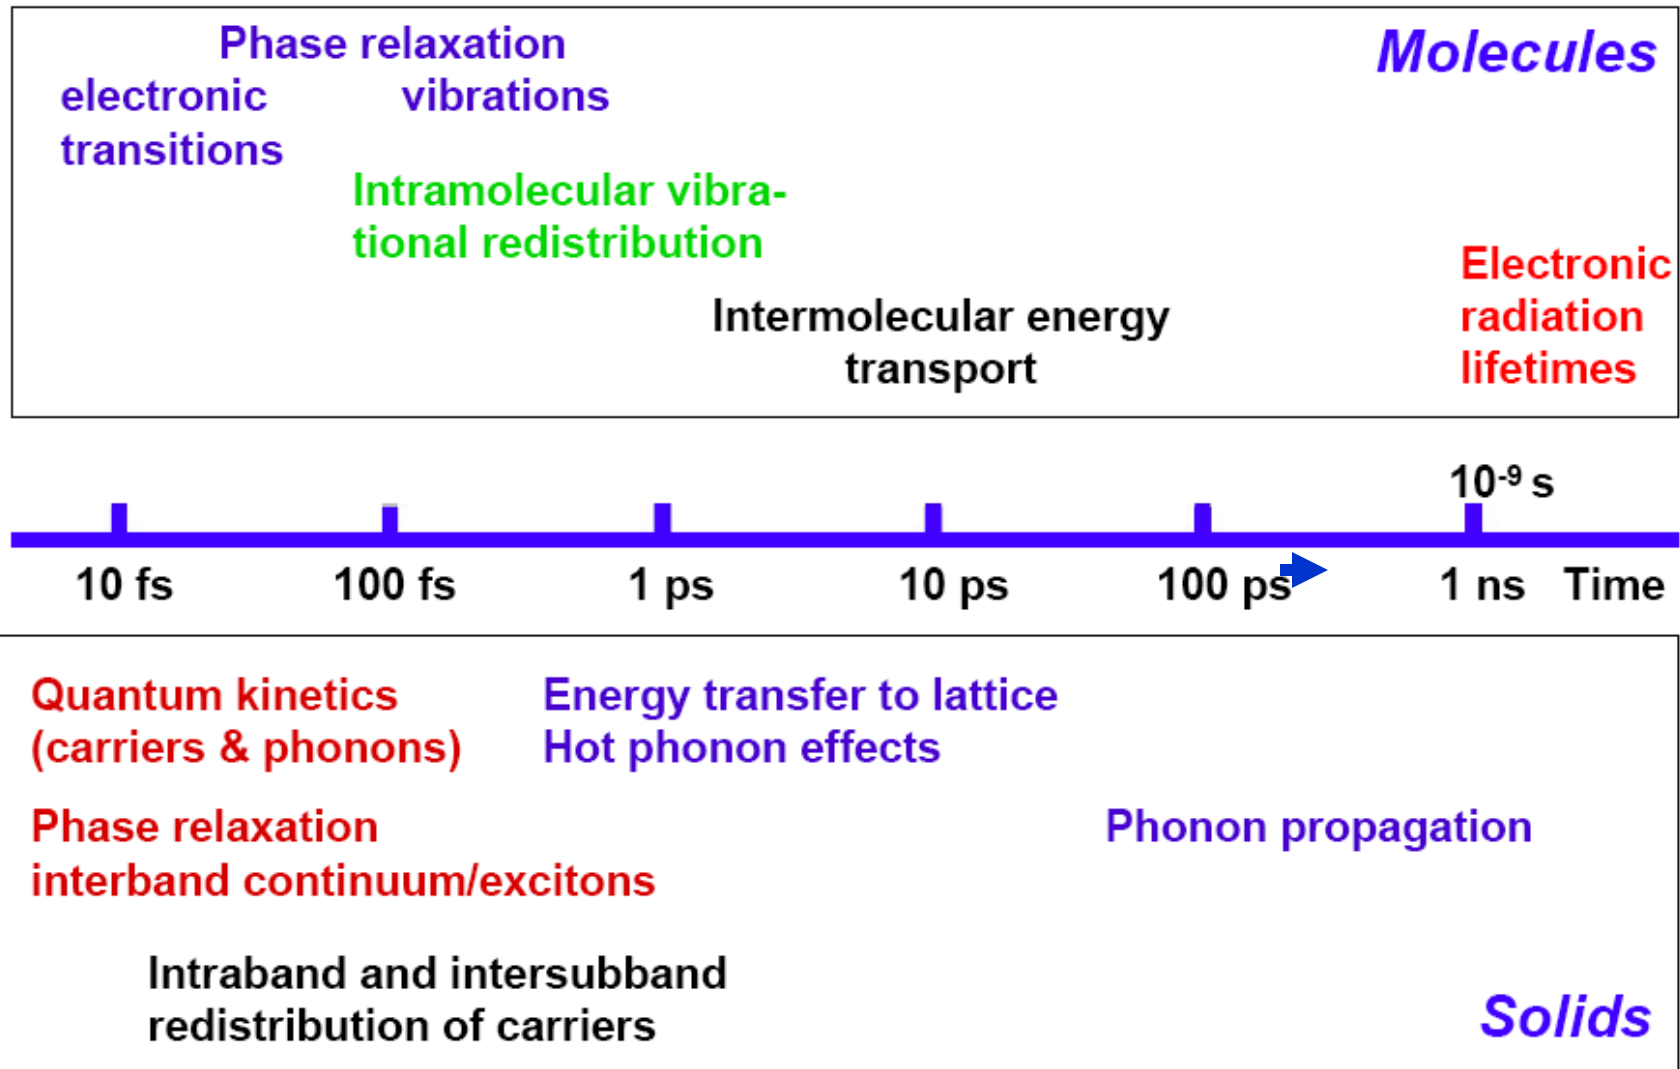 Phase relaxation
Molecules
electronic vibrations
transitions
Intramolecular vibra-
tional redistribution
Electronic
radiation
lifetimes
Intermolecular energy
transport
10⁻⁹ s
10 fs 100 fs 1 ps 10 ps 100 ps 1 ns Time
Quantum kinetics
(carriers & phonons)
Energy transfer to lattice
Hot phonon effects
Phase relaxation
interband continuum/excitons
Phonon propagation
Intraband and intersubband
redistribution of carriers
Solids